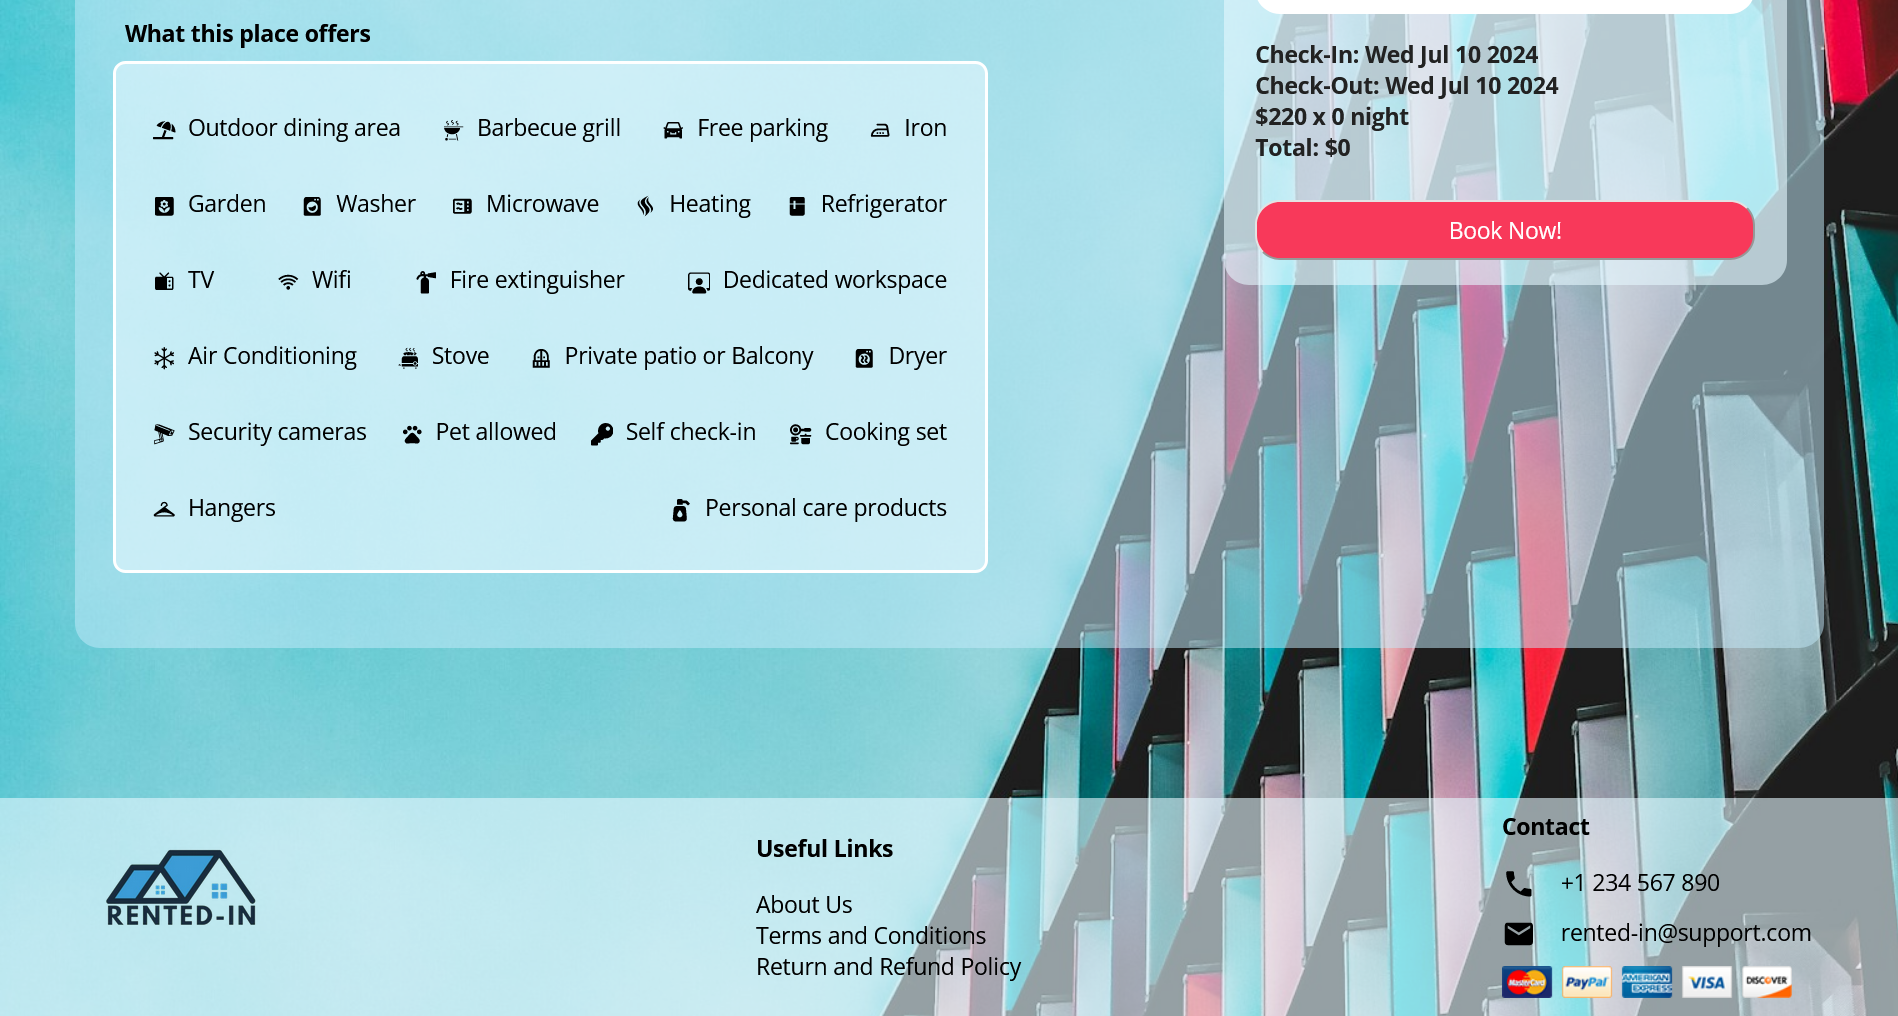 What this place offers
Outdoor dining area Barbecue grill Free parking Iron
Garden Washer Microwave Heating Refrigerator
TV Wifi Fire extinguisher Dedicated workspace
Air Conditioning Stove Private patio or Balcony Dryer
Security cameras Pet allowed Self check-in Cooking set
Hangers Personal care products
Check-In: Wed Jul 10 2024
Check-Out: Wed Jul 10 2024
$220 x 0 night
Total: $0
Book Now!
RENTED-IN
Useful Links
About Us
Terms and Conditions
Return and Refund Policy
Contact
+1 234 567 890
rented-in@support.com
MasterCard PayPal AMERICAN EXPRESS VISA DISCOVER